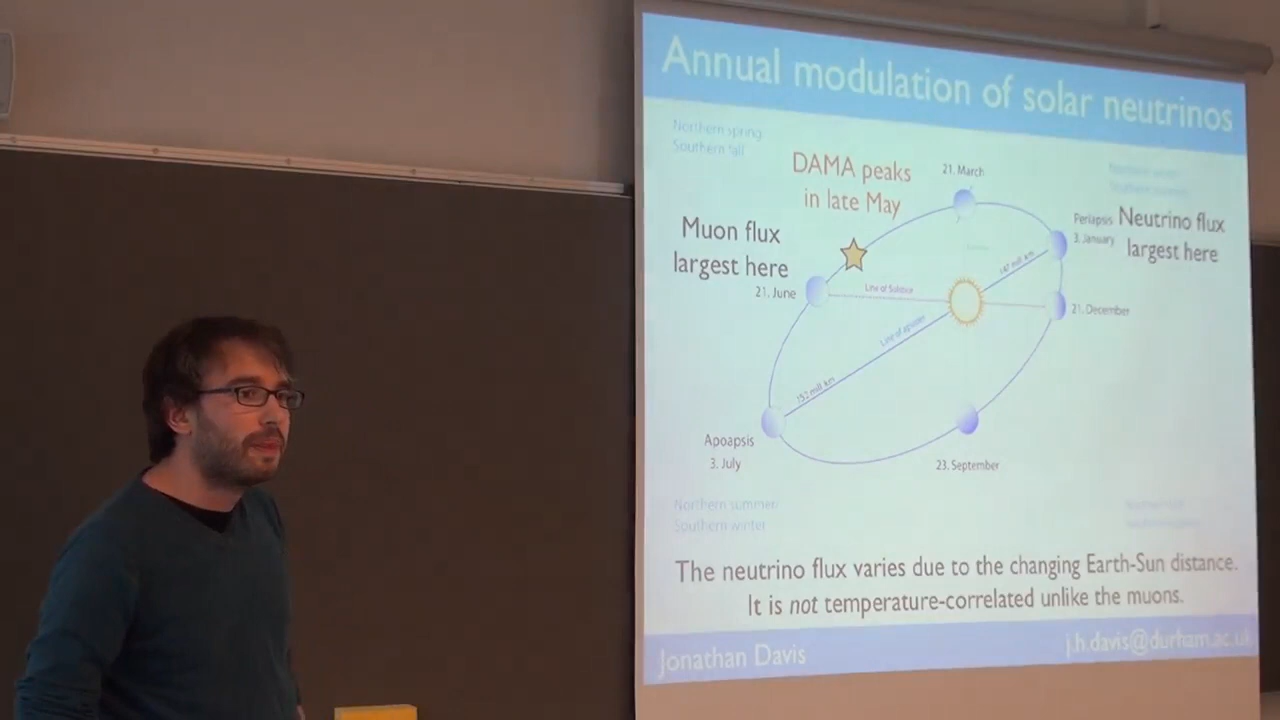 Annual modulation of solar neutrinos
Northern spring
Southern fall
DAMA peaks
in late May
21. March
Muon flux
largest here
21. June
Periapsis
3. January
Neutrino flux
largest here
147 mill km
Line of Solstice
21. December
Line of apsides
152 mill km
Apoapsis
3. July
23. September
Northern summer
Southern winter
The neutrino flux varies due to the changing Earth-Sun distance.
It is not temperature-correlated unlike the muons.
Jonathan Davis
j.h.davis@durham.ac.uk